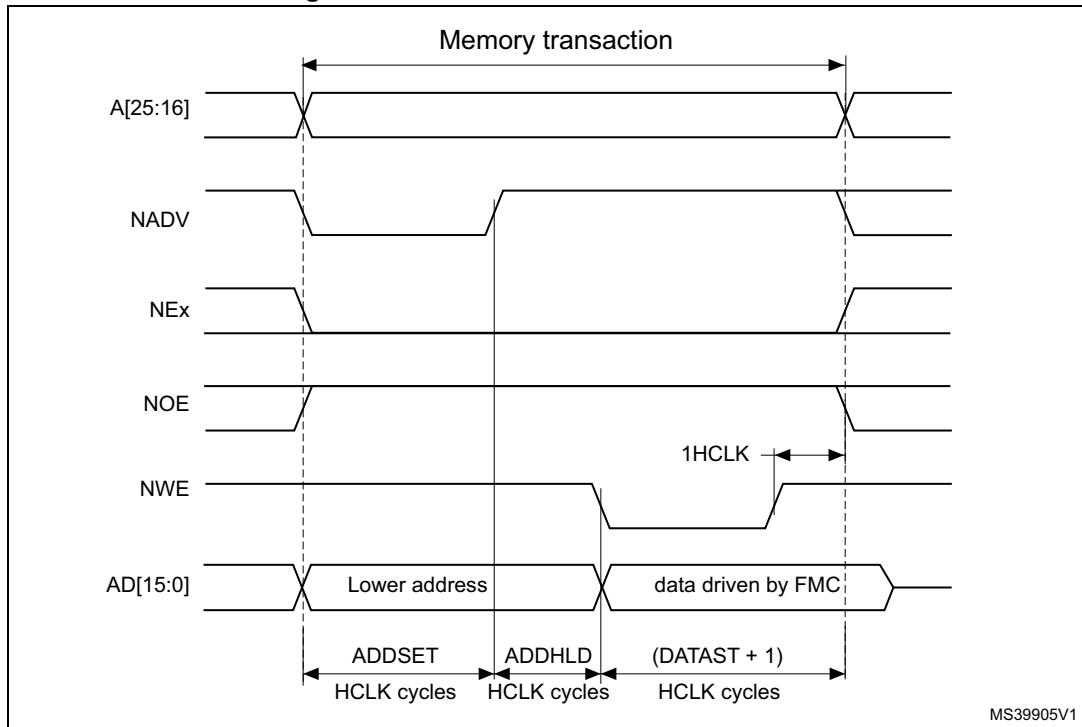 Memory transaction
A[25:16]
NADV
NEx
NOE
1HCLK
NWE
AD[15:0]
Lower address
data driven by FMC
ADDSET
ADDHLD
(DATAST + 1)
HCLK cycles
HCLK cycles
HCLK cycles
MS39905V1